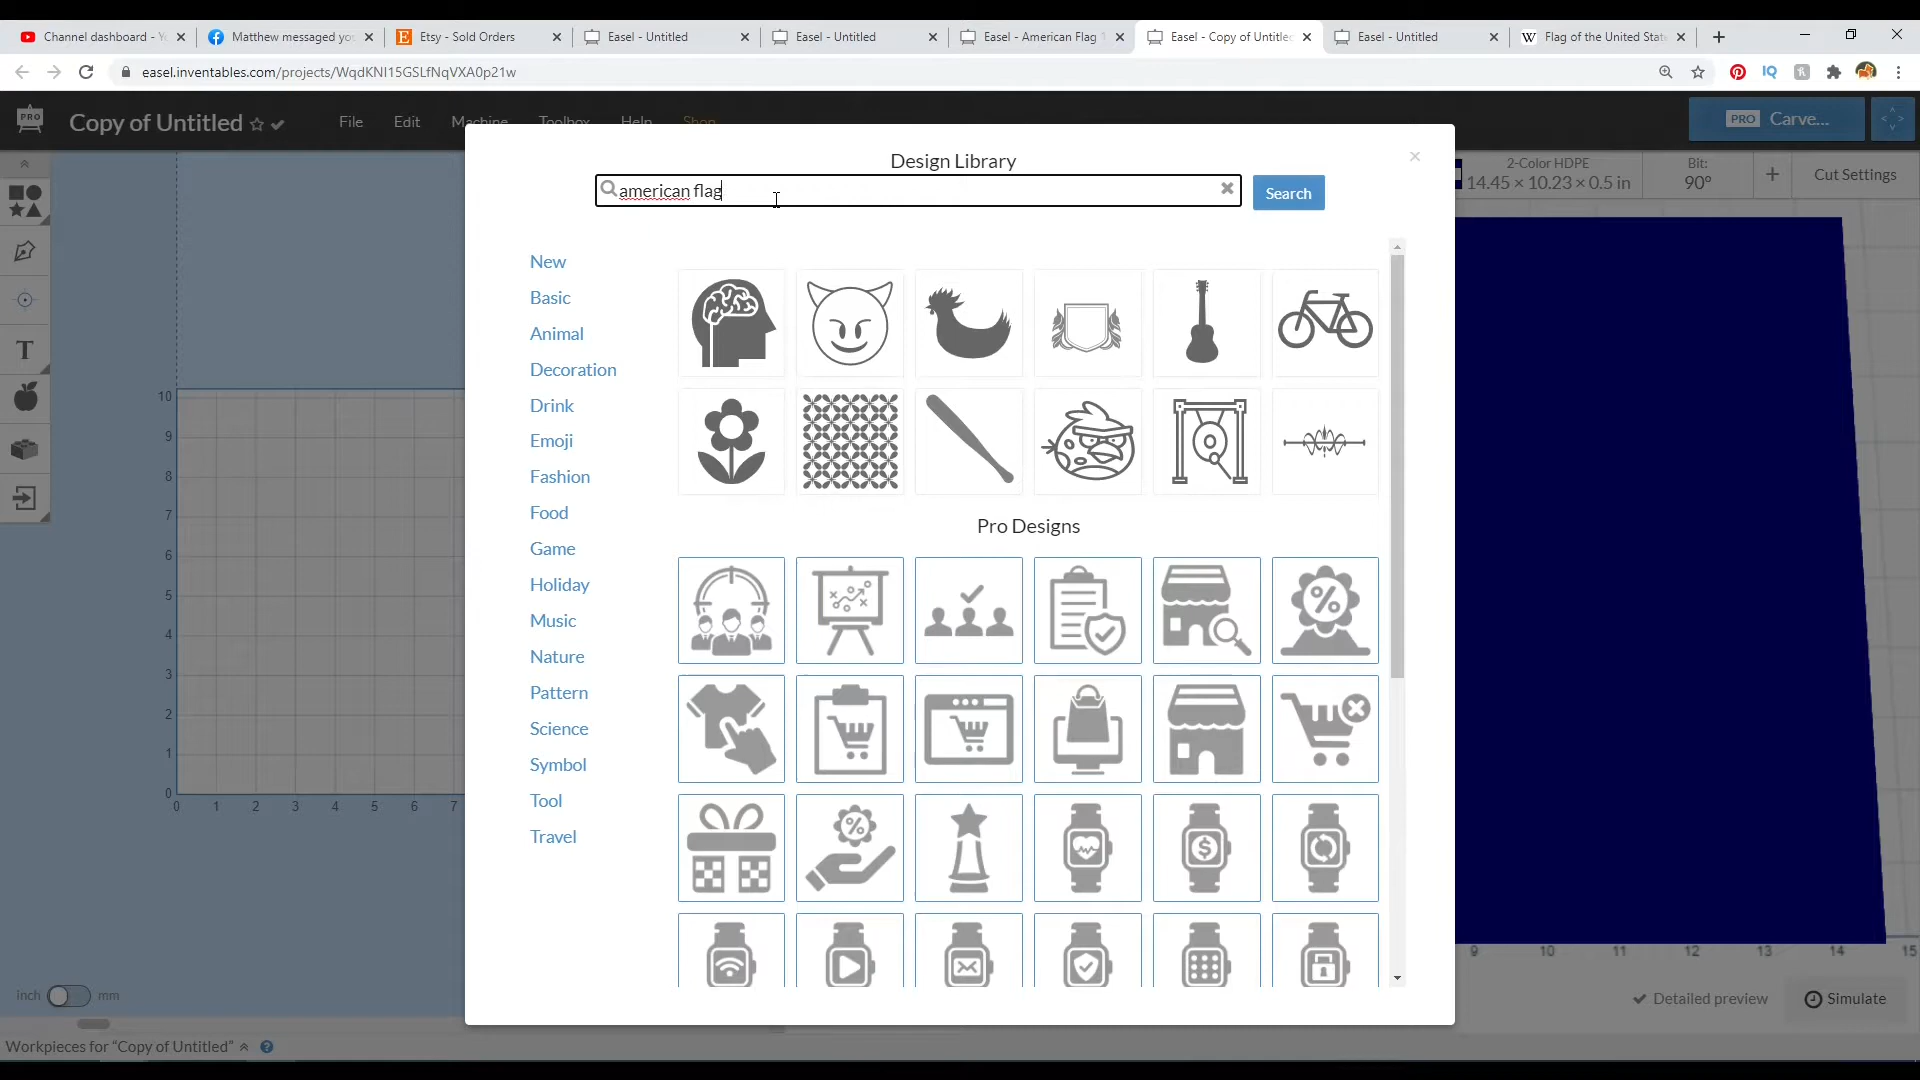 Channel dashboard - Y
Matthew messaged yo
Etsy - Sold Orders
Easel - Untitled
Easel - Untitled
Easel - American Flag 1
Easel - Copy of Untitle
Easel - Untitled
Flag of the United State
easel.inventables.com/projects/WqdKNI15GSLfNqVXA0p21w
PRO
Copy of Untitled
File
Edit
Machine
Toolbox
Help
Shop
PRO Carve...
Design Library
american flag
Search
2-Color HDPE
14.45 × 10.23 × 0.5 in
Bit:
90°
Cut Settings
T
New
Basic
Animal
Decoration
Drink
Emoji
Fashion
Food
Game
Holiday
Music
Nature
Pattern
Science
Symbol
Tool
Travel
Pro Designs
10
9
8
7
6
5
4
3
2
1
0
0 1 2 3 4 5 6 7
9 10 11 12 13 14 15
inch mm
Detailed preview
Simulate
Workpieces for “Copy of Untitled”